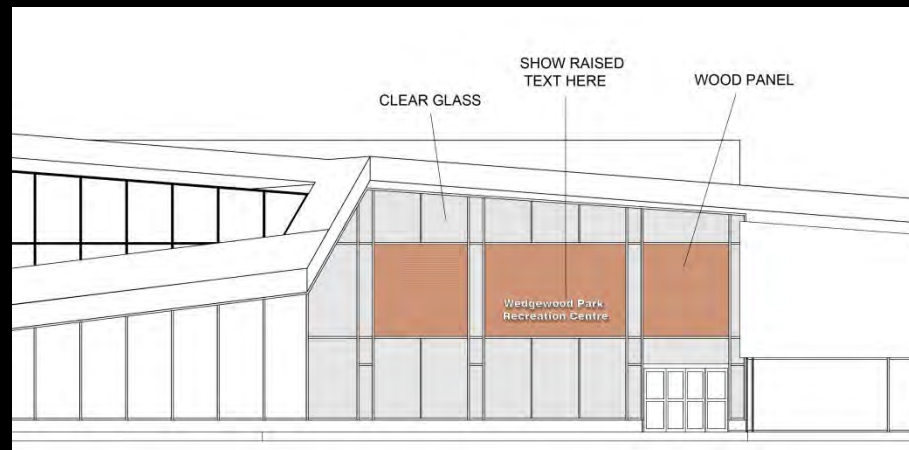 SHOW RAISED
TEXT HERE
WOOD PANEL
CLEAR GLASS
Wedgewood Park
Recreation Centre